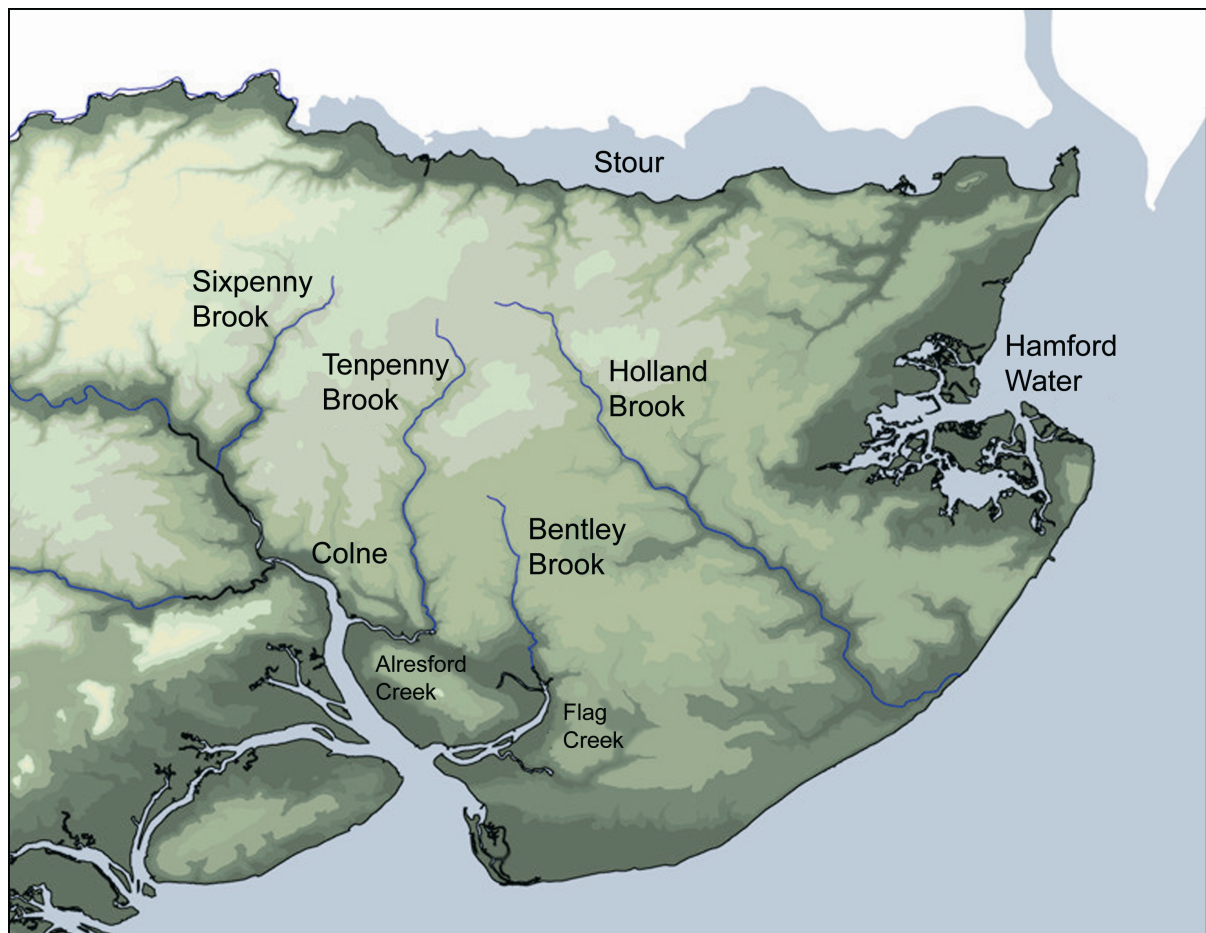 Stour
Sixpenny
Brook
Tenpenny
Brook
Holland
Brook
Hamford
Water
Bentley
Brook
Colne
Alresford
Creek
Flag
Creek